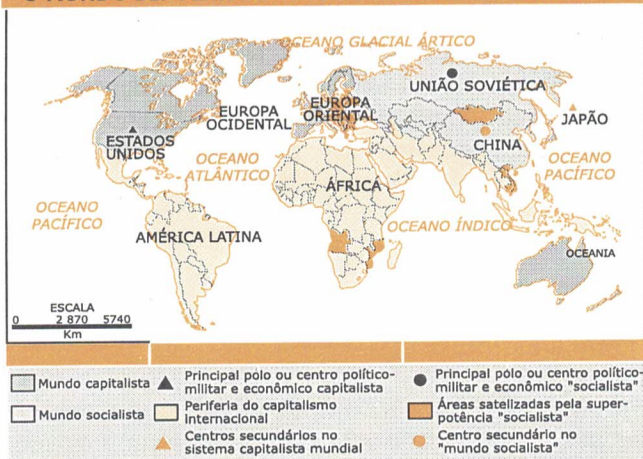 OCEANO GLACIAL ÁRTICO
UNIÃO SOVIÉTICA
EUROPA
OCIDENTAL
EUROPA
ORIENTAL
JAPÃO
CHINA
ESTADOS
UNIDOS
OCEANO
ATLÂNTICO
OCEANO
PACÍFICO
ÁFRICA
OCEANO
PACÍFICO
OCEANO ÍNDICO
AMÉRICA LATINA
OCEANIA
ESCALA
0 2 870 5740
Km
Mundo capitalista
Mundo socialista
Principal pólo ou centro político-
militar e econômico capitalista
Periferia do capitalismo
internacional
Centros secundários no
sistema capitalista mundial
Principal pólo ou centro político-
militar e econômico "socialista"
Áreas satelizadas pela super-
potência "socialista"
Centro secundário no
"mundo socialista"